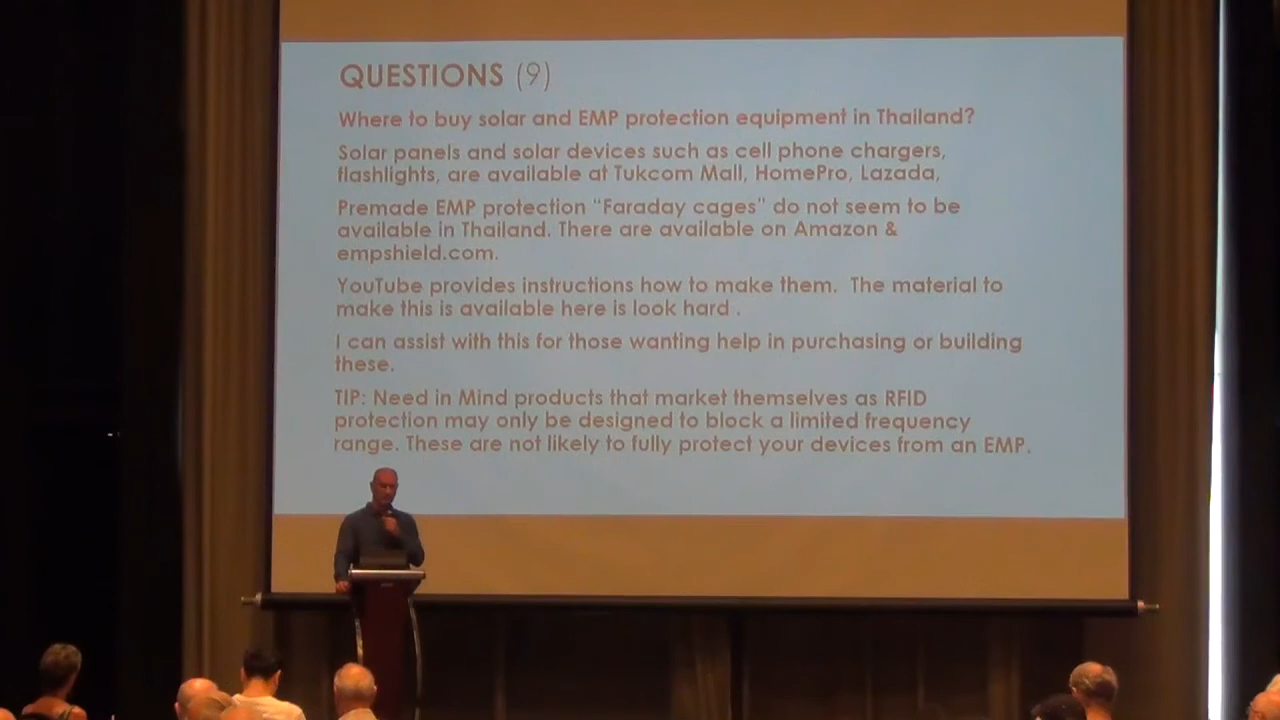 QUESTIONS (9)
Where to buy solar and EMP protection equipment in Thailand?
Solar panels and solar devices such as cell phone chargers,
flashlights, are available at Tukcom Mall, HomePro, Lazada,
Premade EMP protection “Faraday cages” do not seem to be
available in Thailand. There are available on Amazon &
empshield.com.
YouTube provides instructions how to make them. The material to
make this is available here is look hard .
I can assist with this for those wanting help in purchasing or building
these.
TIP: Need in Mind products that market themselves as RFID
protection may only be designed to block a limited frequency
range. These are not likely to fully protect your devices from an EMP.